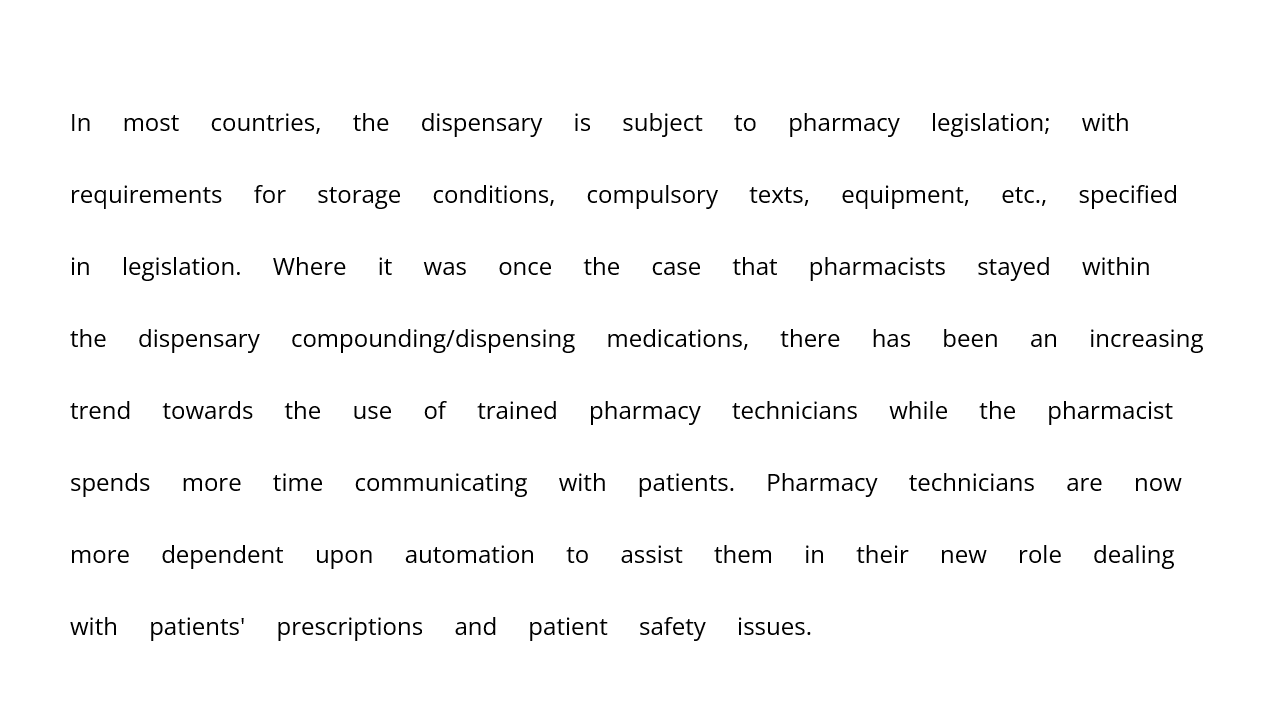 In most countries, the dispensary is subject to pharmacy legislation; with
requirements for storage conditions, compulsory texts, equipment, etc., specified
in legislation. Where it was once the case that pharmacists stayed within
the dispensary compounding/dispensing medications, there has been an increasing
trend towards the use of trained pharmacy technicians while the pharmacist
spends more time communicating with patients. Pharmacy technicians are now
more dependent upon automation to assist them in their new role dealing
with patients' prescriptions and patient safety issues.